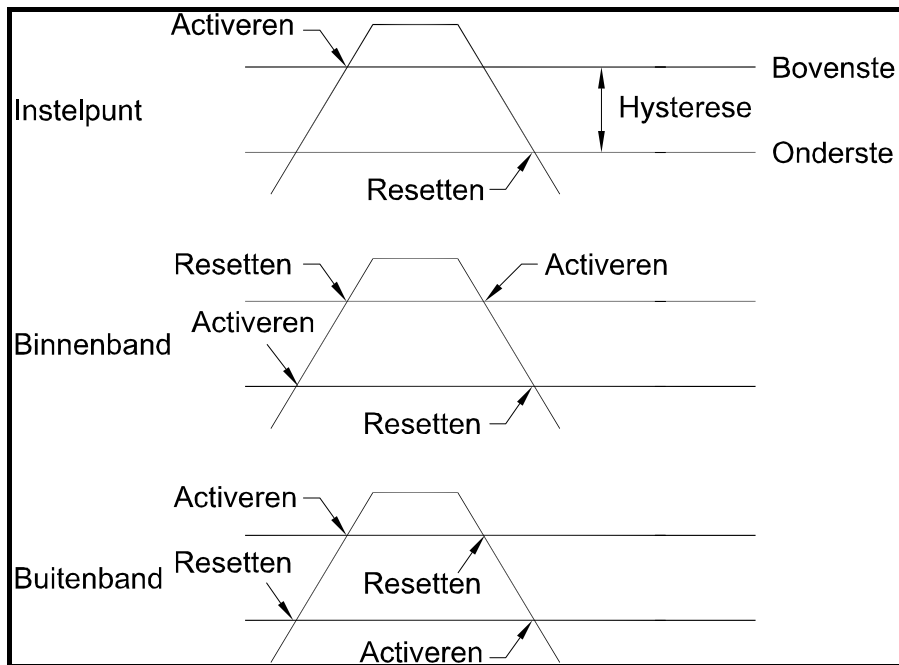 Activeren
Bovenste
Instelpunt
Hysterese
Onderste
Resetten
Resetten
Activeren
Activeren
Binnenband
Resetten
Activeren
Resetten
Buitenband
Resetten
Activeren